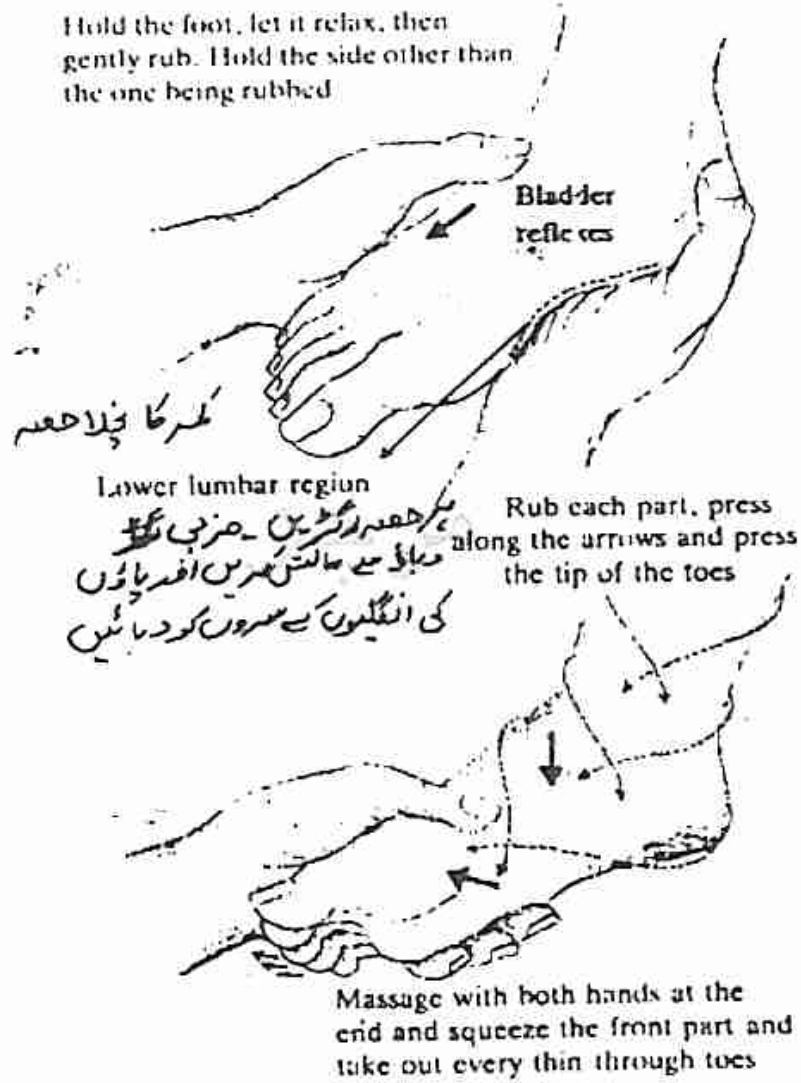 Hold the foot, let it relax, then
gently rub. Hold the side other than
the one being rubbed
Bladder
reflexes
کمر کا نچلا حصہ
Lower lumbar region
ہر حصہ رگڑیں -
Rub each part, press
along the arrows and press
the tip of the toes
سے مالش کریں اور پاؤں
کی انگلیوں کے سروں کو دبائیں
Massage with both hands at the
end and squeeze the front part and
take out every thin through toes